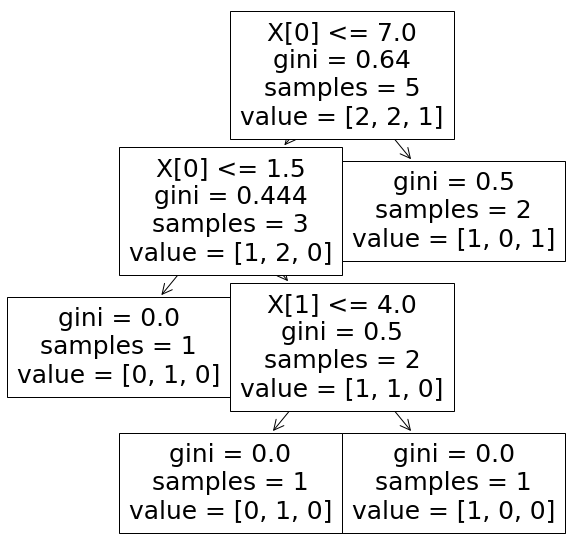 X[0] <= 7.0
gini = 0.64
samples = 5
value = [2, 2, 1]
X[0] <= 1.5
gini = 0.444
samples = 3
value = [1, 2, 0]
gini = 0.5
samples = 2
value = [1, 0, 1]
gini = 0.0
samples = 1
value = [0, 1, 0]
X[1] <= 4.0
gini = 0.5
samples = 2
value = [1, 1, 0]
gini = 0.0
samples = 1
value = [0, 1, 0]
gini = 0.0
samples = 1
value = [1, 0, 0]